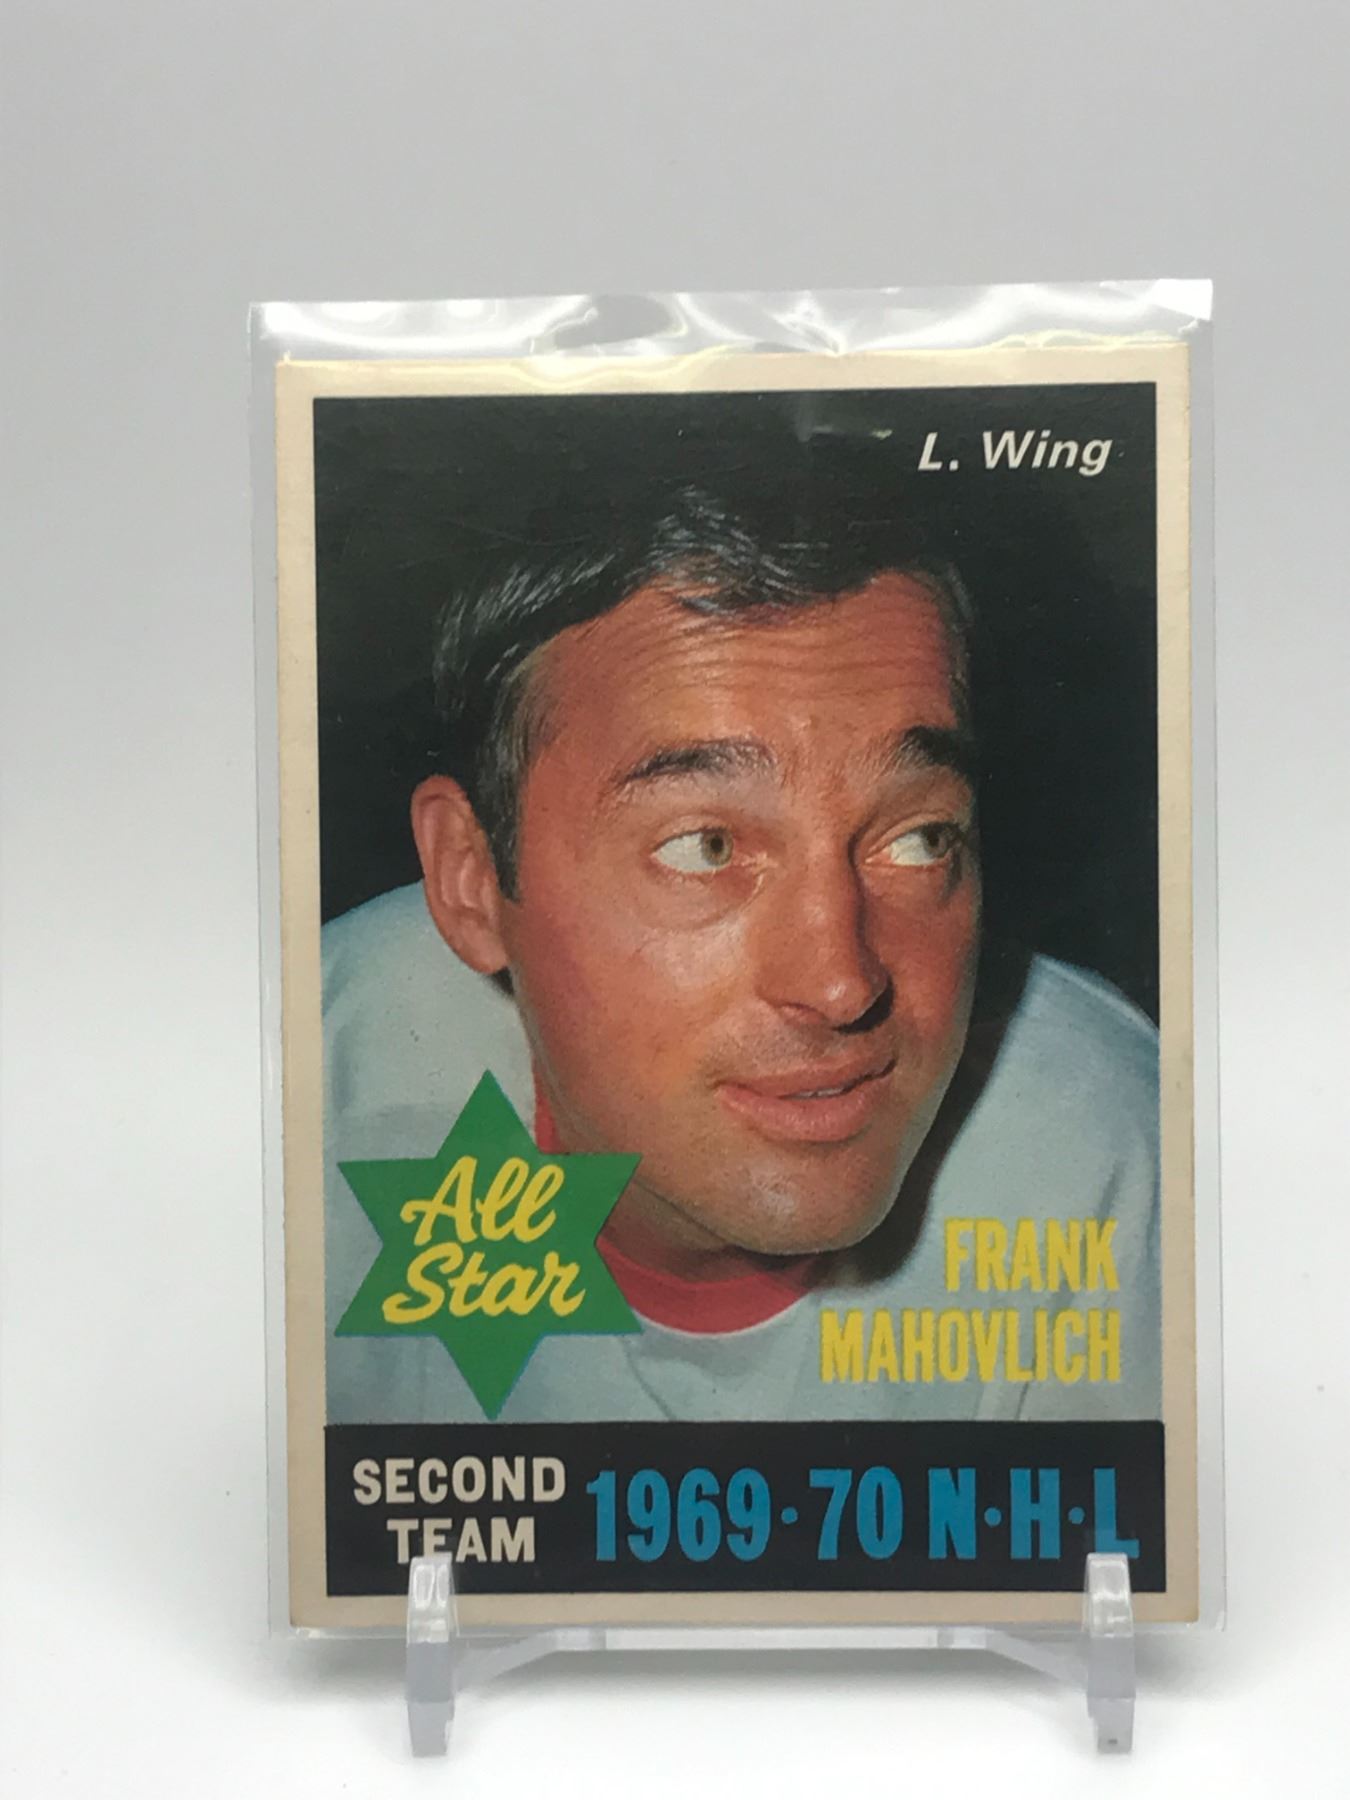 L. Wing
All
Star
FRANK
MAHOVLICH
SECOND
TEAM
1969·70 N·H·L